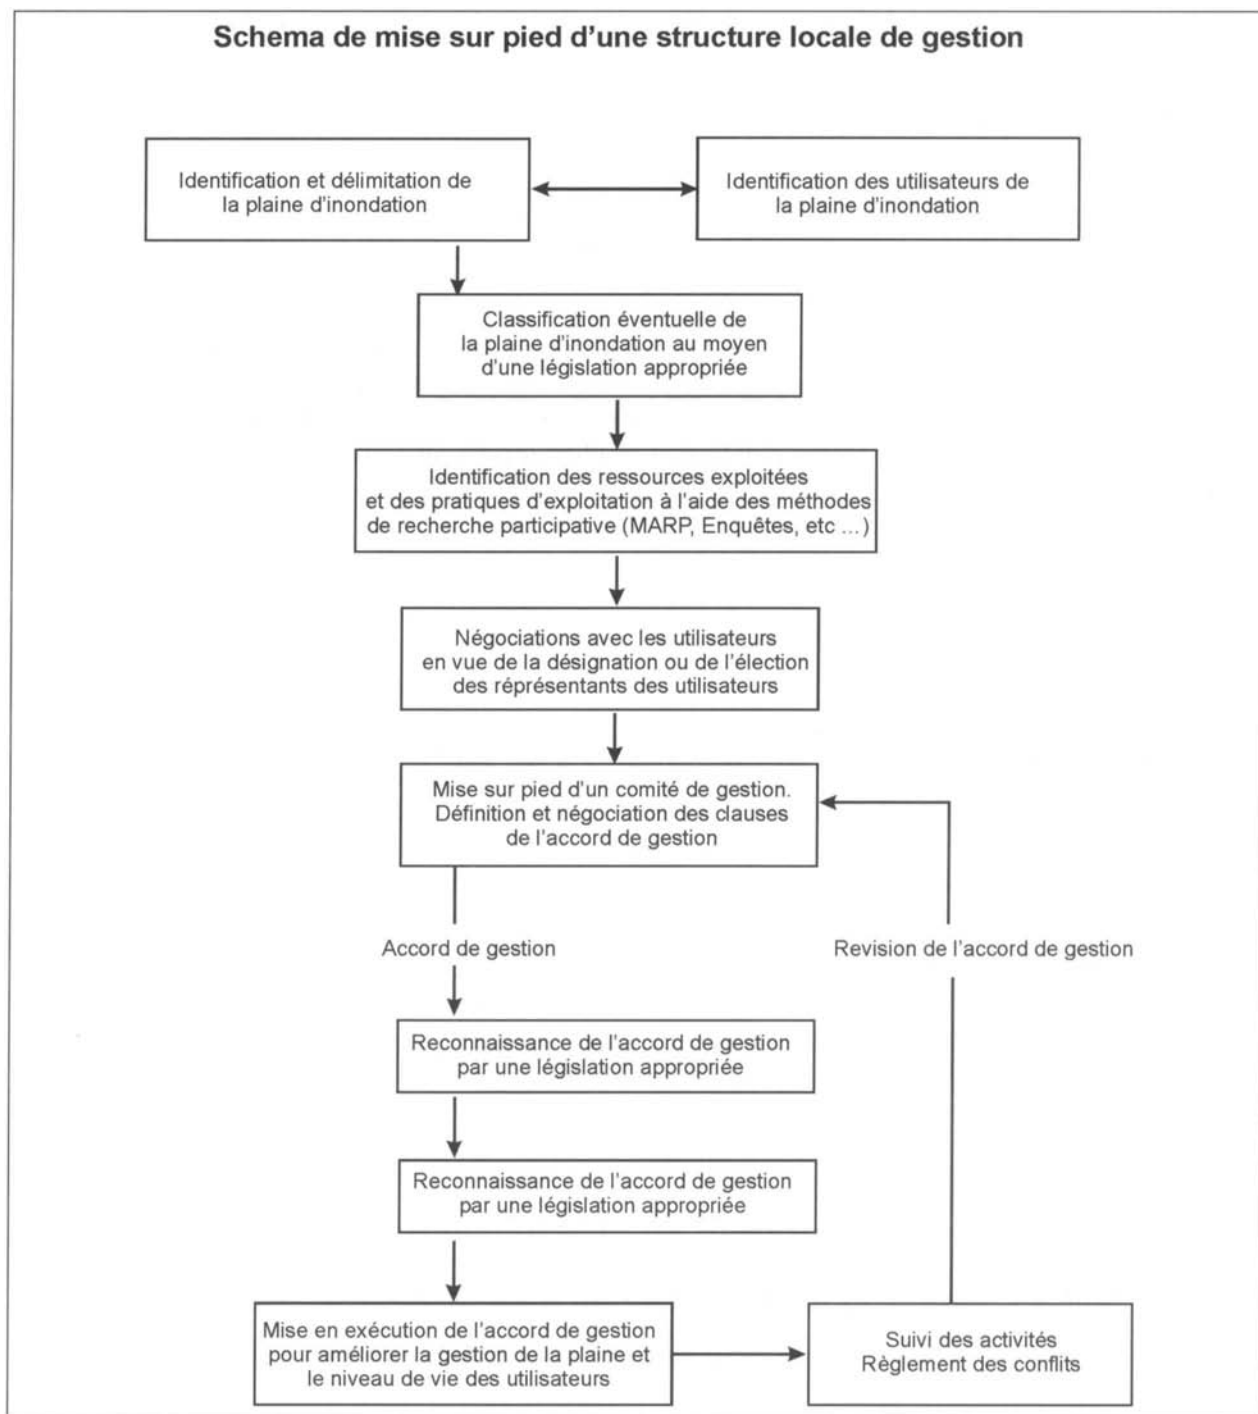 Schema de mise sur pied d'une structure locale de gestion
Identification et délimitation de
la plaine d'inondation
Identification des utilisateurs de
la plaine d'inondation
Classification éventuelle de
la plaine d'inondation au moyen
d'une législation appropriée
Identification des ressources exploitées
et des pratiques d'exploitation à l'aide des méthodes
de recherche participative (MARP, Enquêtes, etc ...)
Négociations avec les utilisateurs
en vue de la désignation ou de l'élection
des réprésentants des utilisateurs
Mise sur pied d'un comité de gestion.
Définition et négociation des clauses
de l'accord de gestion
Accord de gestion
Revision de l'accord de gestion
Reconnaissance de l'accord de gestion
par une législation appropriée
Reconnaissance de l'accord de gestion
par une législation appropriée
Mise en exécution de l'accord de gestion
pour améliorer la gestion de la plaine et
le niveau de vie des utilisateurs
Suivi des activités
Règlement des conflits